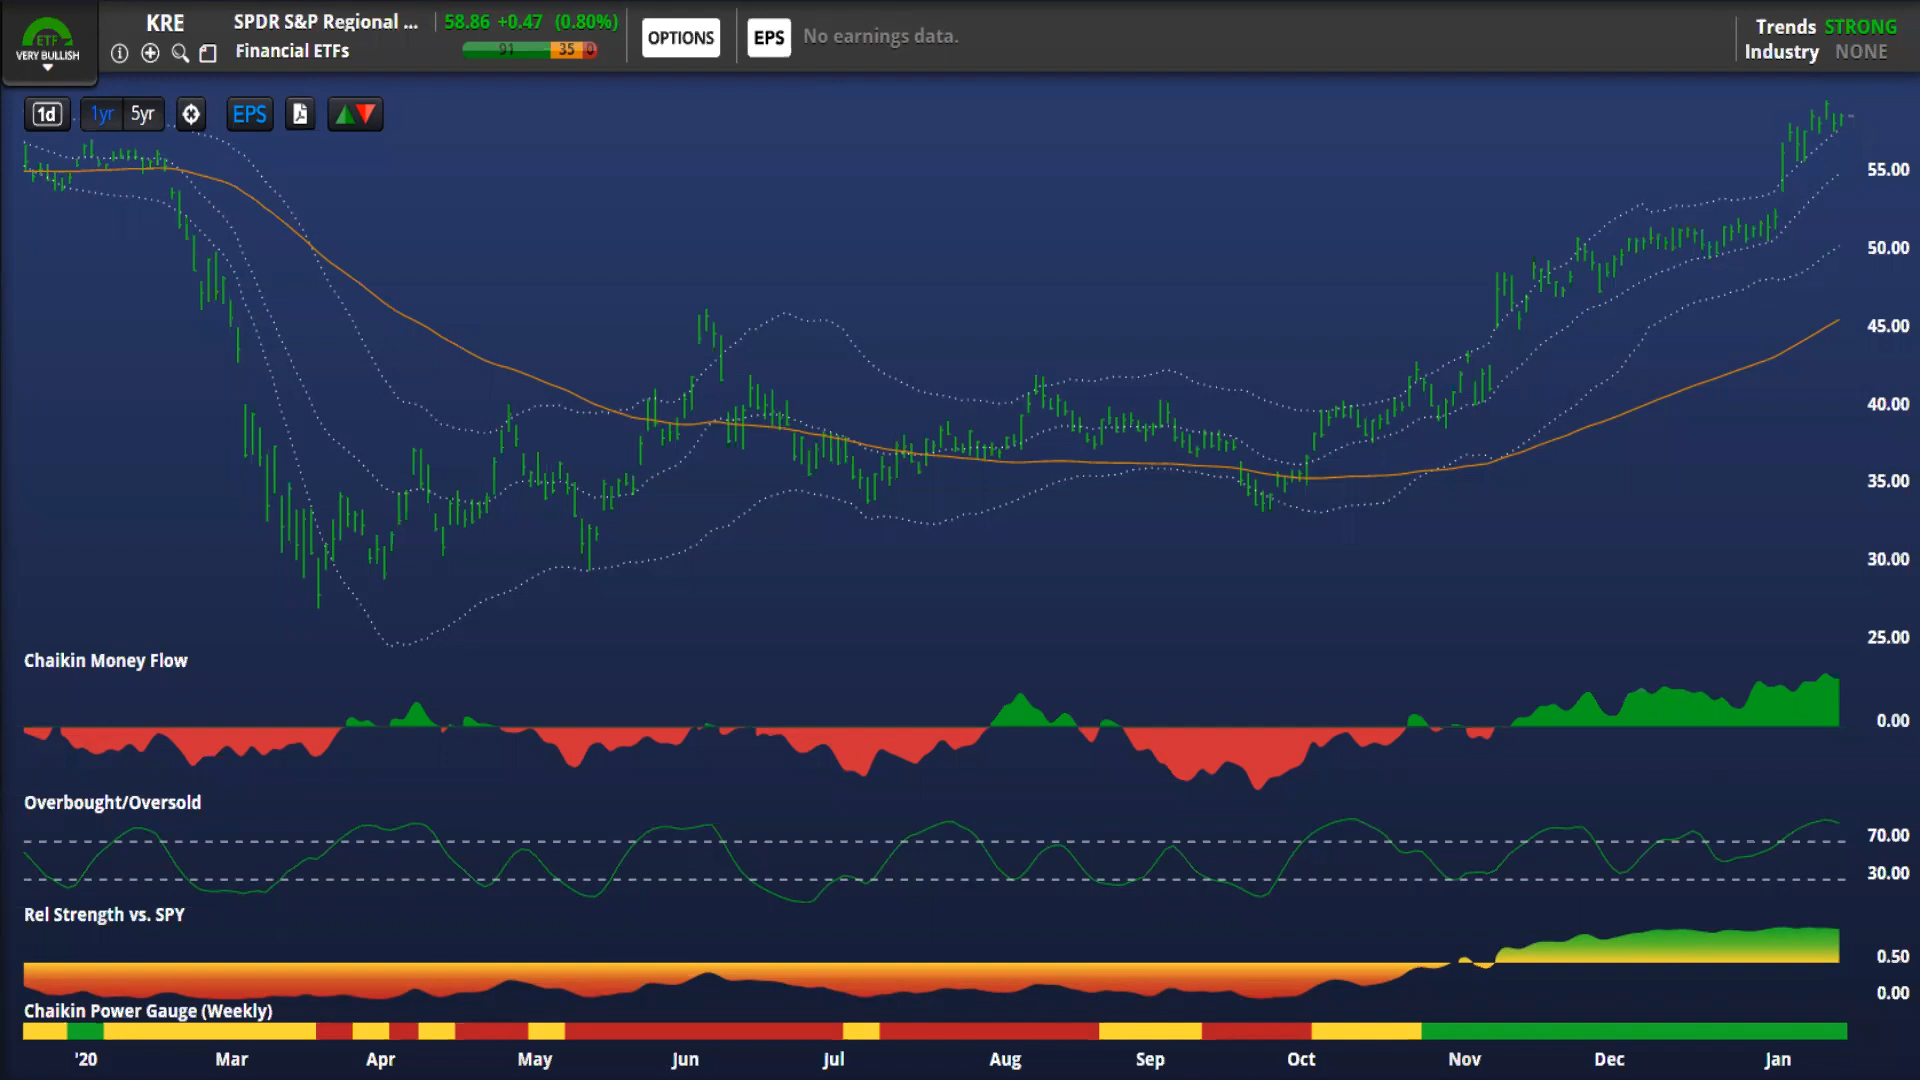 ETF
VERY BULLISH
KRE
SPDR S&P Regional ...
58.86 +0.47 (0.80%)
Financial ETFs
91 35 0
OPTIONS
EPS
No earnings data.
Trends STRONG
Industry NONE
1d
1yr 5yr
EPS
55.00
50.00
45.00
40.00
35.00
30.00
25.00
Chaikin Money Flow
0.00
Overbought/Oversold
70.00
30.00
Rel Strength vs. SPY
0.50
0.00
Chaikin Power Gauge (Weekly)
'20 Mar Apr May Jun Jul Aug Sep Oct Nov Dec Jan